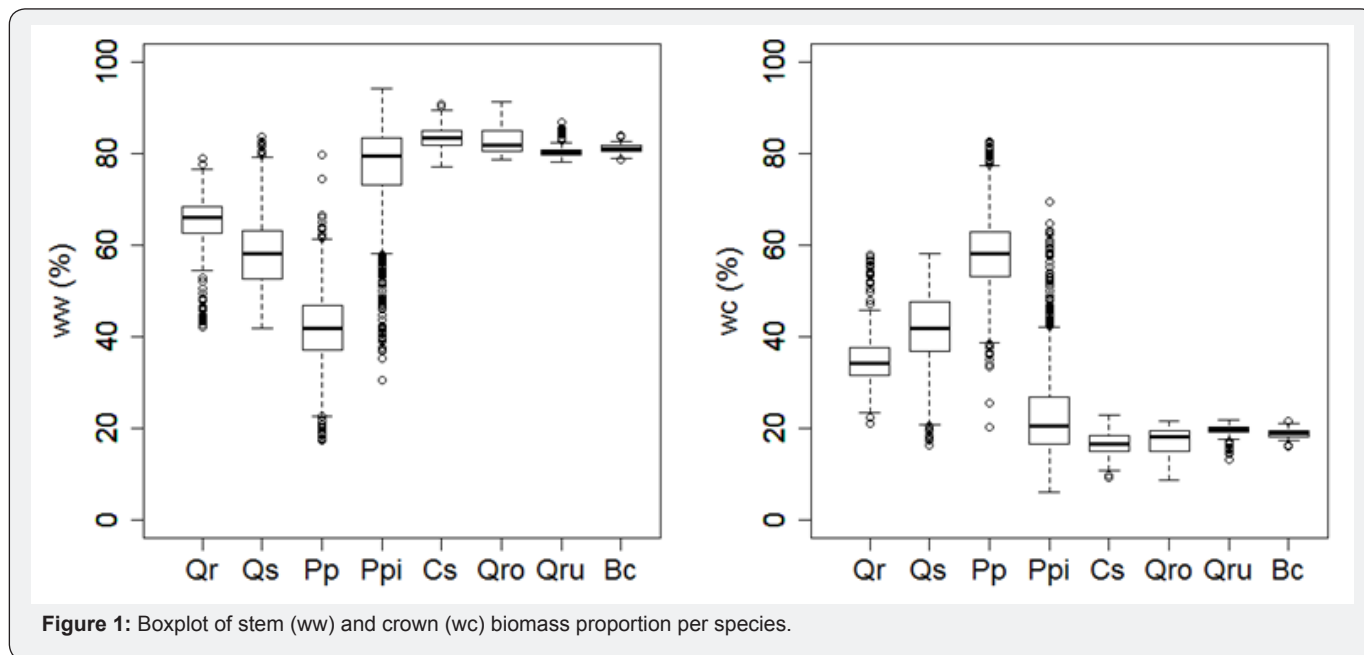 ww (%)
100
80
60
40
20
0
Qr Qs Pp Ppi Cs Qro Qru Bc
wc (%)
100
80
60
40
20
0
Qr Qs Pp Ppi Cs Qro Qru Bc
Figure 1: Boxplot of stem (ww) and crown (wc) biomass proportion per species.